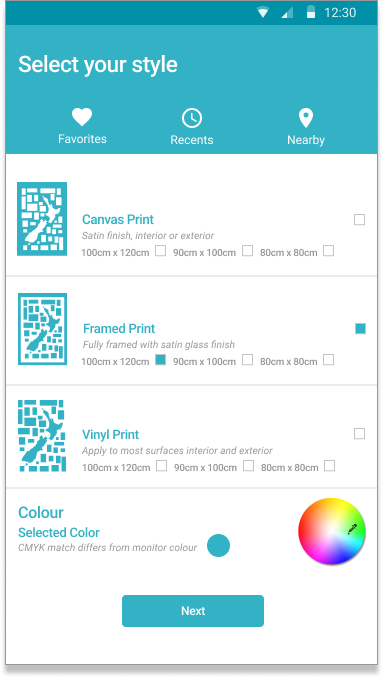 12:30
Select your style
Favorites Recents Nearby
Canvas Print
Satin finish, interior or exterior
100cm x 120cm 90cm x 100cm 80cm x 80cm
Framed Print
Fully framed with satin glass finish
100cm x 120cm 90cm x 100cm 80cm x 80cm
Vinyl Print
Apply to most surfaces interior and exterior
100cm x 120cm 90cm x 100cm 80cm x 80cm
Colour
Selected Color
CMYK match differs from monitor colour
Next